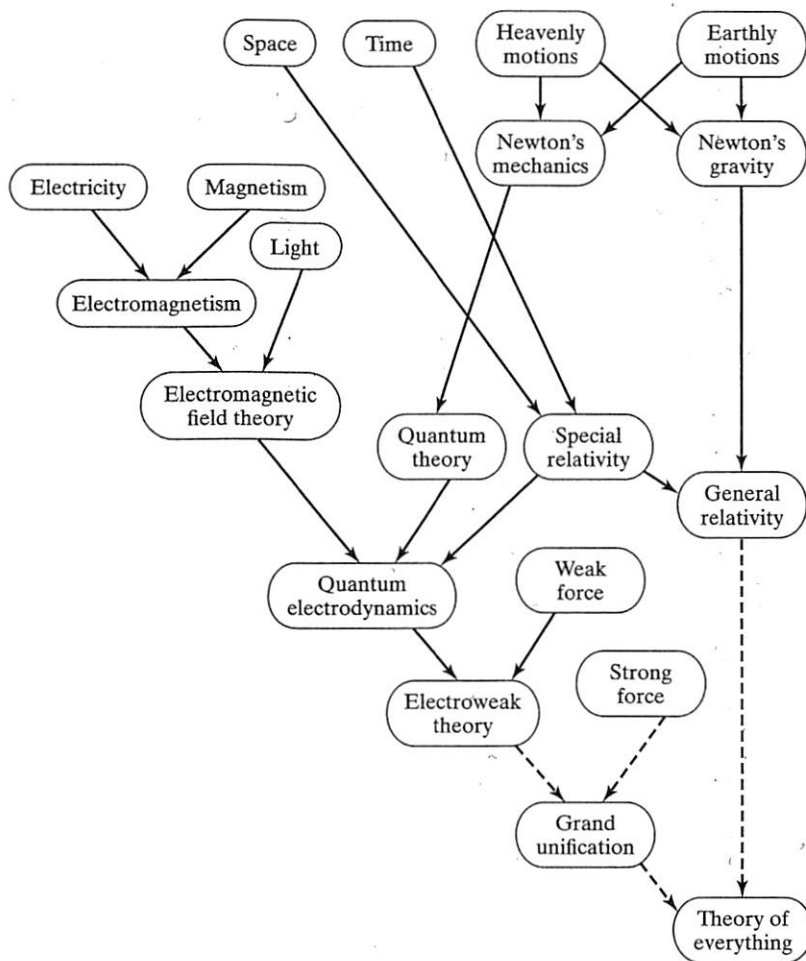 Space
Time
Heavenly
motions
Earthly
motions
Newton's
mechanics
Newton's
gravity
Electricity
Magnetism
Light
Electromagnetism
Electromagnetic
field theory
Quantum
theory
Special
relativity
General
relativity
Quantum
electrodynamics
Weak
force
Electroweak
theory
Strong
force
Grand
unification
Theory of
everything